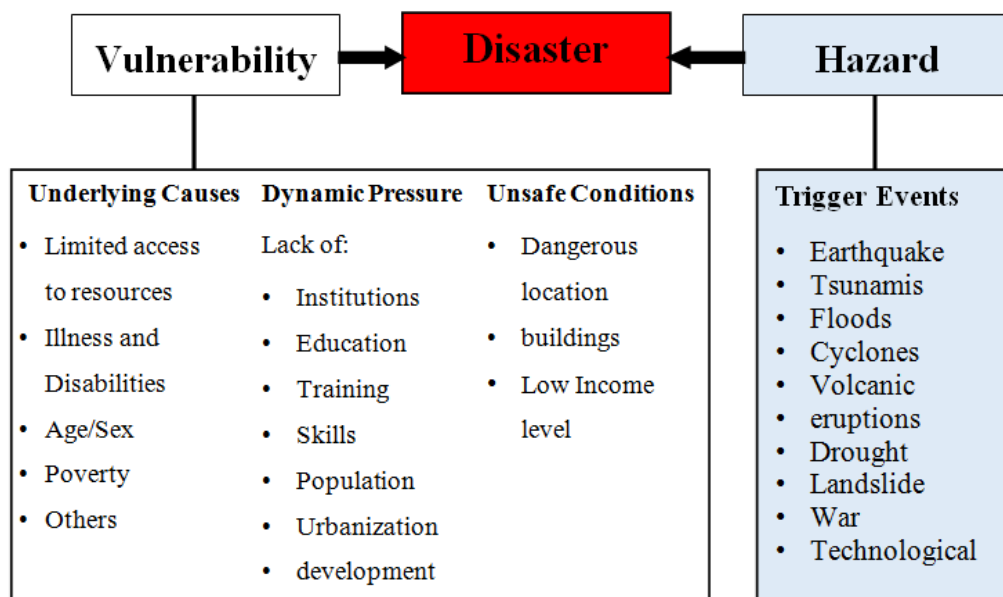 Vulnerability
Disaster
Hazard
Underlying Causes
• Limited access
to resources
• Illness and
Disabilities
• Age/Sex
• Poverty
• Others
Dynamic Pressure
Lack of:
• Institutions
• Education
• Training
• Skills
• Population
• Urbanization
• development
Unsafe Conditions
• Dangerous
location
• buildings
• Low Income
level
Trigger Events
• Earthquake
• Tsunamis
• Floods
• Cyclones
• Volcanic
• eruptions
• Drought
• Landslide
• War
• Technological